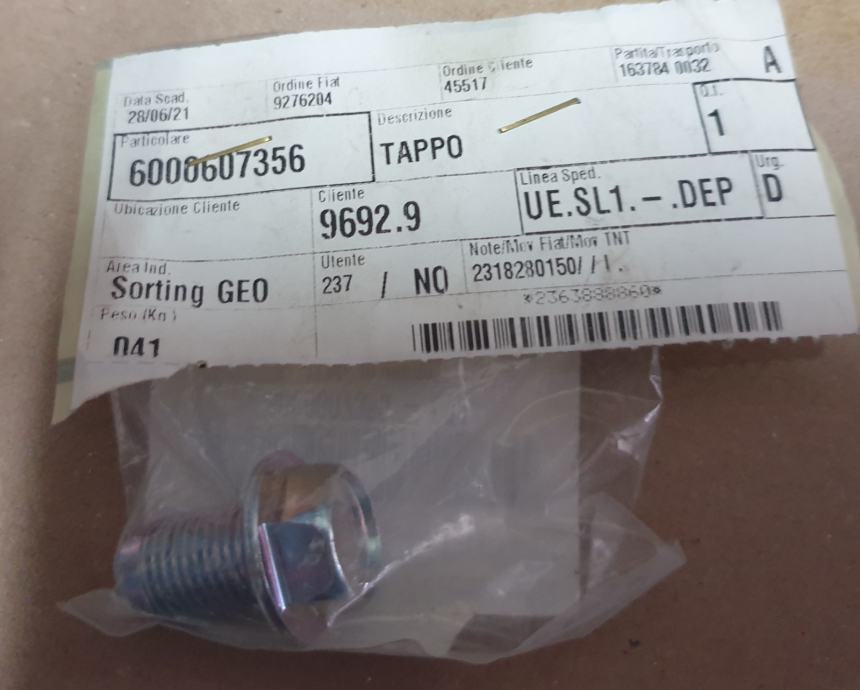 Data Scad. Ordine Fiat Ordine Cliente Partita/Trasporto A
28/06/21 9276204 45517 163784 0032
Particolare Descrizione Q.t.
6000607356 TAPPO 1
Ubicazione Cliente Cliente Linea Sped. Urg.
9692.9 UE.SL1.-.DEP D
Area Ind. Utente Note/Mov Fiat/Mov TNT
Sorting GEO 237 / NO 2318280150/ / .
*2363888860*
Peso (Kg)
041